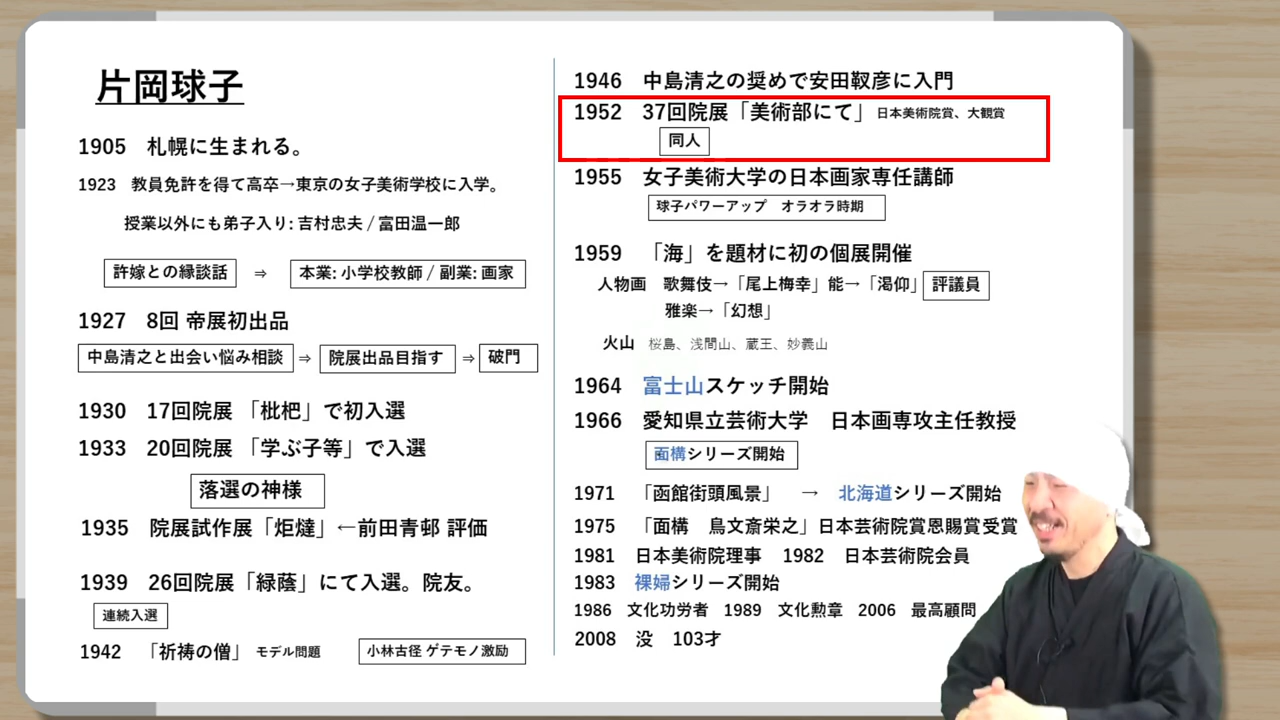 片岡球子
1905 札幌に生まれる。
1923 教員免許を得て高卒→東京の女子美術学校に入学。
授業以外にも弟子入り: 吉村忠夫 / 富田温一郎
許嫁との縁談話 ⇒ 本業: 小学校教師 / 副業: 画家
1927 8回 帝展初出品
中島清之と出会い悩み相談 ⇒ 院展出品目指す ⇒ 破門
1930 17回院展 「枇杷」で初入選
1933 20回院展 「学ぶ子等」で入選
落選の神様
1935 院展試作展「炬燵」←前田青邨 評価
1939 26回院展「緑蔭」にて入選。院友。
連続入選
1942 「祈祷の僧」 モデル問題 小林古径 ゲテモノ激励
1946 中島清之の奨めで安田靫彦に入門
1952 37回院展「美術部にて」 日本美術院賞、大観賞
同人
1955 女子美術大学の日本画家専任講師
球子パワーアップ オラオラ時期
1959 「海」を題材に初の個展開催
人物画 歌舞伎→「尾上梅幸」能→「渇仰」 評議員
雅楽→「幻想」
火山 桜島、浅間山、蔵王、妙義山
1964 富士山スケッチ開始
1966 愛知県立芸術大学 日本画専攻主任教授
面構シリーズ開始
1971 「函館街頭風景」 → 北海道シリーズ開始
1975 「面構 鳥文斎栄之」日本芸術院賞恩賜賞受賞
1981 日本美術院理事 1982 日本芸術院会員
1983 裸婦シリーズ開始
1986 文化功労者 1989 文化勲章 2006 最高顧問
2008 没 103才